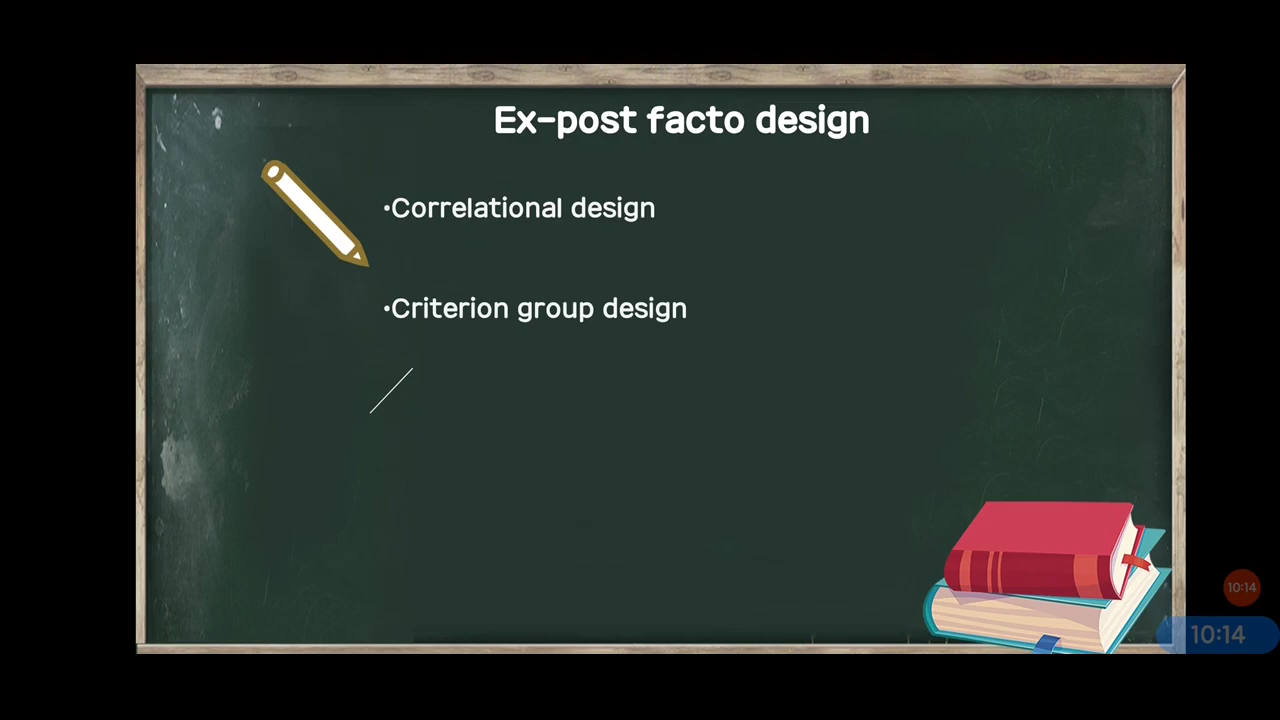 Ex-post facto design
•Correlational design
•Criterion group design
10:14
10:14